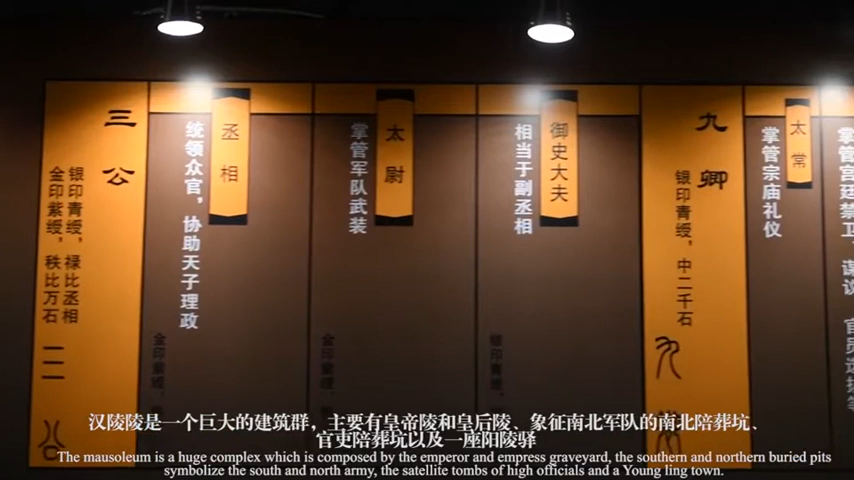 三公
金印紫绶，秩比万石
银印青绶，禄比丞相
丞相
统领众官，协助天子理政
金印紫绶，
太尉
掌管军队武装
金印紫绶，
御史大夫
相当于副丞相
银印青绶，
九卿
银印青绶，中二千石
太常
掌管宗庙礼仪
掌管宫廷禁卫、
汉陵陵是一个巨大的建筑群，主要有皇帝陵和皇后陵、象征南北军队的南北陪葬坑、
官吏陪葬坑以及一座阳陵驿
The mausoleum is a huge complex which is composed by the emperor and empress graveyard, the southern and northern buried pits
symbolize the south and north army, the satellite tombs of high officials and a Young ling town.